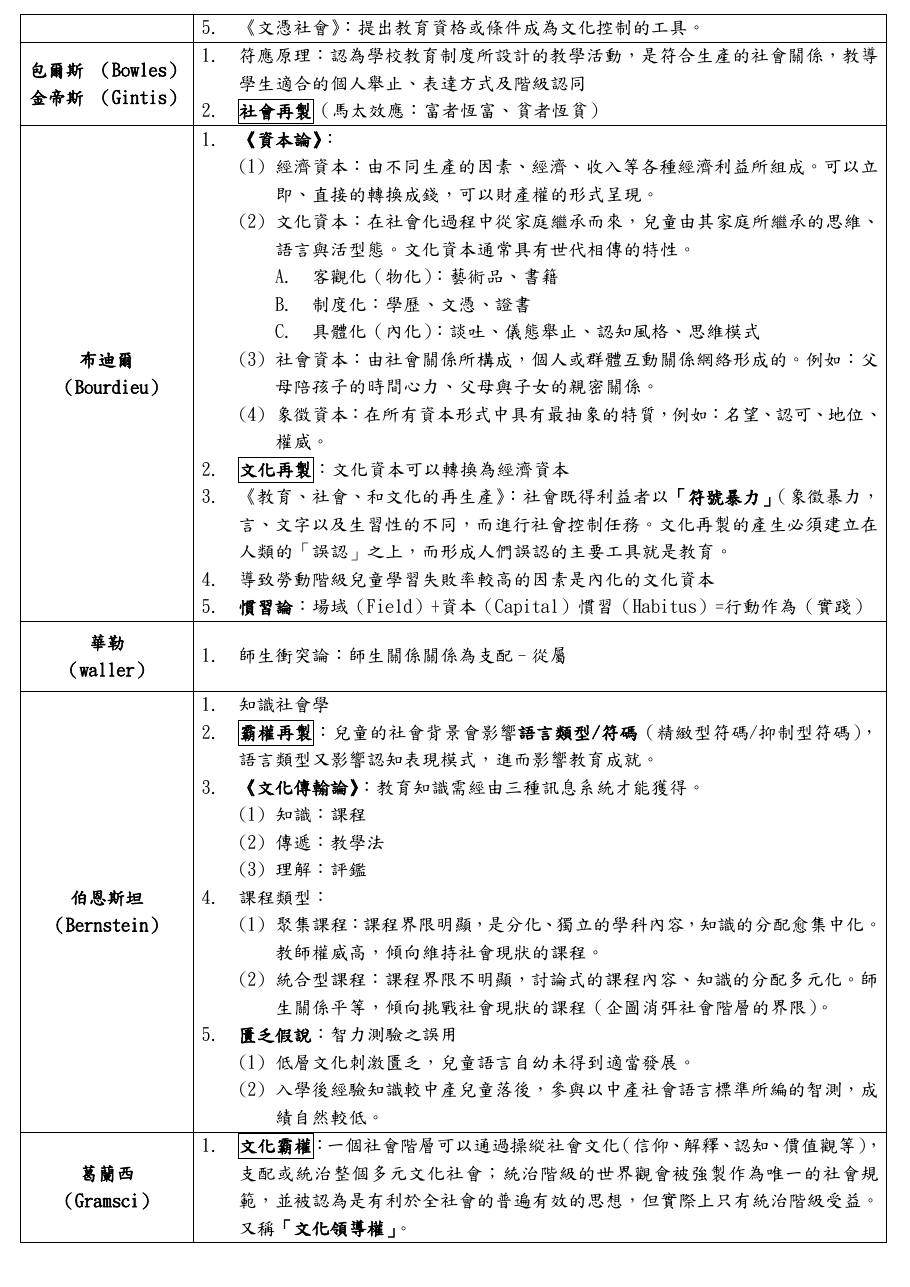 5. 《文憑社會》：提出教育資格或條件成為文化控制的工具。
包爾斯 （Bowles）
金帝斯 （Gintis）
1. 符應原理：認為學校教育制度所設計的教學活動，是符合生產的社會關係，教導
學生適合的個人舉止、表達方式及階級認同
2. 社會再製（馬太效應：富者恆富、貧者恆貧）
布迪爾
（Bourdieu）
1. 《資本論》：
(1) 經濟資本：由不同生產的因素、經濟、收入等各種經濟利益所組成。可以立
即、直接的轉換成錢，可以財產權的形式呈現。
(2) 文化資本：在社會化過程中從家庭繼承而來，兒童由其家庭所繼承的思維、
語言與活型態。文化資本通常具有世代相傳的特性。
A. 客觀化（物化）：藝術品、書籍
B. 制度化：學歷、文憑、證書
C. 具體化（內化）：談吐、儀態舉止、認知風格、思維模式
(3) 社會資本：由社會關係所構成，個人或群體互動關係網絡形成的。例如：父
母陪孩子的時間心力、父母與子女的親密關係。
(4) 象徵資本：在所有資本形式中具有最抽象的特質，例如：名望、認可、地位、
權威。
2. 文化再製：文化資本可以轉換為經濟資本
3. 《教育、社會、和文化的再生產》：社會既得利益者以「符號暴力」（象徵暴力，
言、文字以及生習性的不同，而進行社會控制任務。文化再製的產生必須建立在
人類的「誤認」之上，而形成人們誤認的主要工具就是教育。
4. 導致勞動階級兒童學習失敗率較高的因素是內化的文化資本
5. 慣習論：場域（Field）+資本（Capital）慣習（Habitus）=行動作為（實踐）
華勒
（waller）
1. 師生衝突論：師生關係關係為支配–從屬
伯恩斯坦
（Bernstein）
1. 知識社會學
2. 霸權再製：兒童的社會背景會影響語言類型/符碼（精緻型符碼/抑制型符碼），
語言類型又影響認知表現模式，進而影響教育成就。
3. 《文化傳輸論》：教育知識需經由三種訊息系統才能獲得。
(1) 知識：課程
(2) 傳遞：教學法
(3) 理解：評鑑
4. 課程類型：
(1) 聚集課程：課程界限明顯，是分化、獨立的學科內容，知識的分配愈集中化。
教師權威高，傾向維持社會現狀的課程。
(2) 統合型課程：課程界限不明顯，討論式的課程內容、知識的分配多元化。師
生關係平等，傾向挑戰社會現狀的課程（企圖消弭社會階層的界限）。
5. 匱乏假說：智力測驗之誤用
(1) 低層文化刺激匱乏，兒童語言自幼未得到適當發展。
(2) 入學後經驗知識較中產兒童落後，參與以中產社會語言標準所編的智測，成
績自然較低。
葛蘭西
（Gramsci）
1. 文化霸權：一個社會階層可以通過操縱社會文化（信仰、解釋、認知、價值觀等），
支配或統治整個多元文化社會；統治階級的世界觀會被強製作為唯一的社會規
範，並被認為是有利於全社會的普遍有效的思想，但實際上只有統治階級受益。
又稱「文化領導權」。